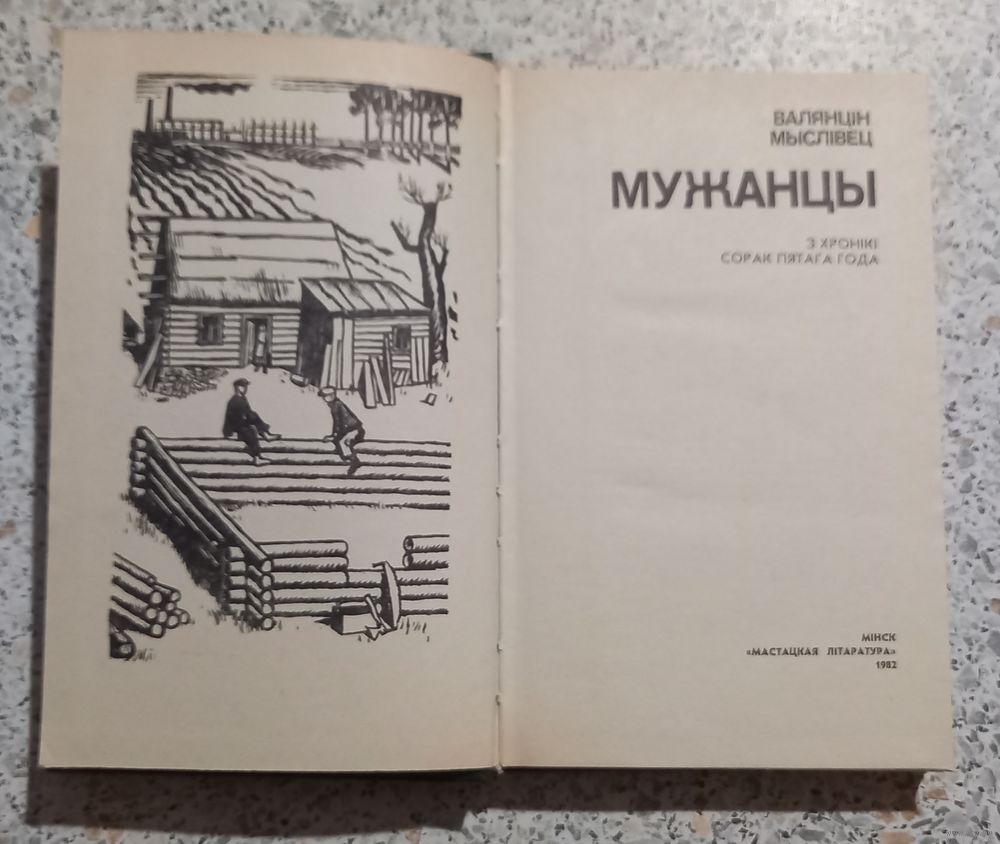 ВАЛЯНЦІН
МЫСЛІВЕЦ
МУЖАНЦЫ
З ХРОНІКІ
СОРАК ПЯТАГА ГОДА
МІНСК
«МАСТАЦКАЯ ЛІТАРАТУРА»
1982